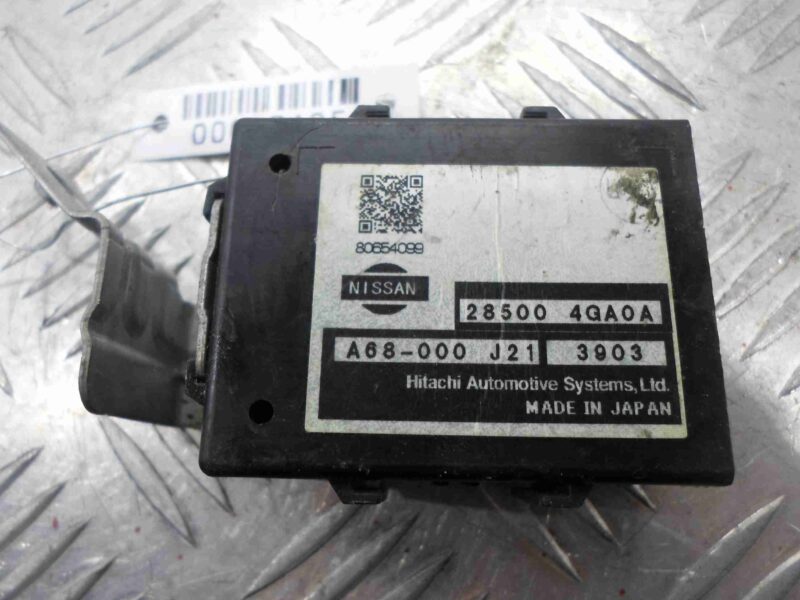 80654099
NISSAN
28500 4GA0A
A68-000 J21 3903
Hitachi Automotive Systems, Ltd.
MADE IN JAPAN